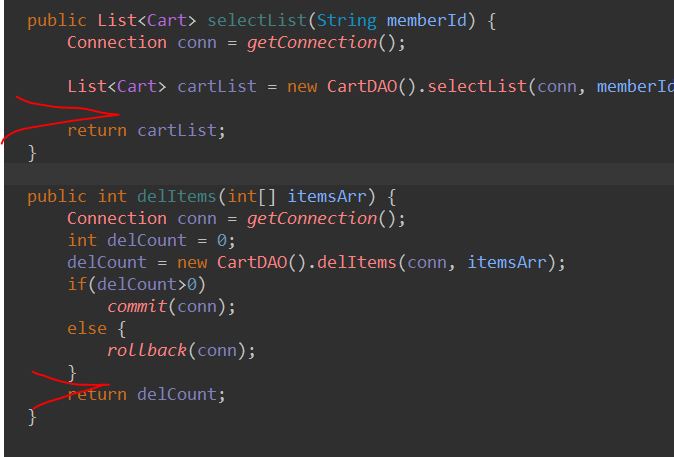 public List<Cart> selectList(String memberId) {
Connection conn = getConnection();
List<Cart> cartList = new CartDAO().selectList(conn, memberId
return cartList;
}
public int delItems(int[] itemsArr) {
Connection conn = getConnection();
int delCount = 0;
delCount = new CartDAO().delItems(conn, itemsArr);
if(delCount>0)
commit(conn);
else {
rollback(conn);
}
return delCount;
}